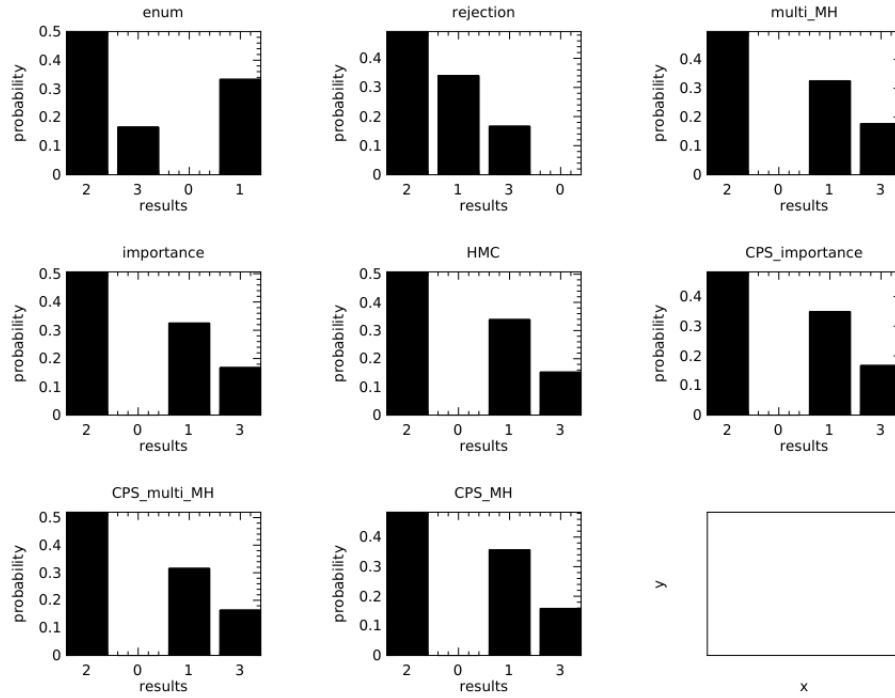 enum
probability
0.5
0.4
0.3
0.2
0.1
0
2 3 0 1
results
rejection
probability
0.4
0.3
0.2
0.1
0
2 1 3 0
results
multi_MH
probability
0.4
0.3
0.2
0.1
0
2 0 1 3
results
importance
probability
0.5
0.4
0.3
0.2
0.1
0
2 0 1 3
results
HMC
probability
0.5
0.4
0.3
0.2
0.1
0
2 0 1 3
results
CPS_importance
probability
0.4
0.3
0.2
0.1
0
2 0 1 3
results
CPS_multi_MH
probability
0.5
0.4
0.3
0.2
0.1
0
2 0 1 3
results
CPS_MH
probability
0.4
0.3
0.2
0.1
0
2 0 1 3
results
y
x